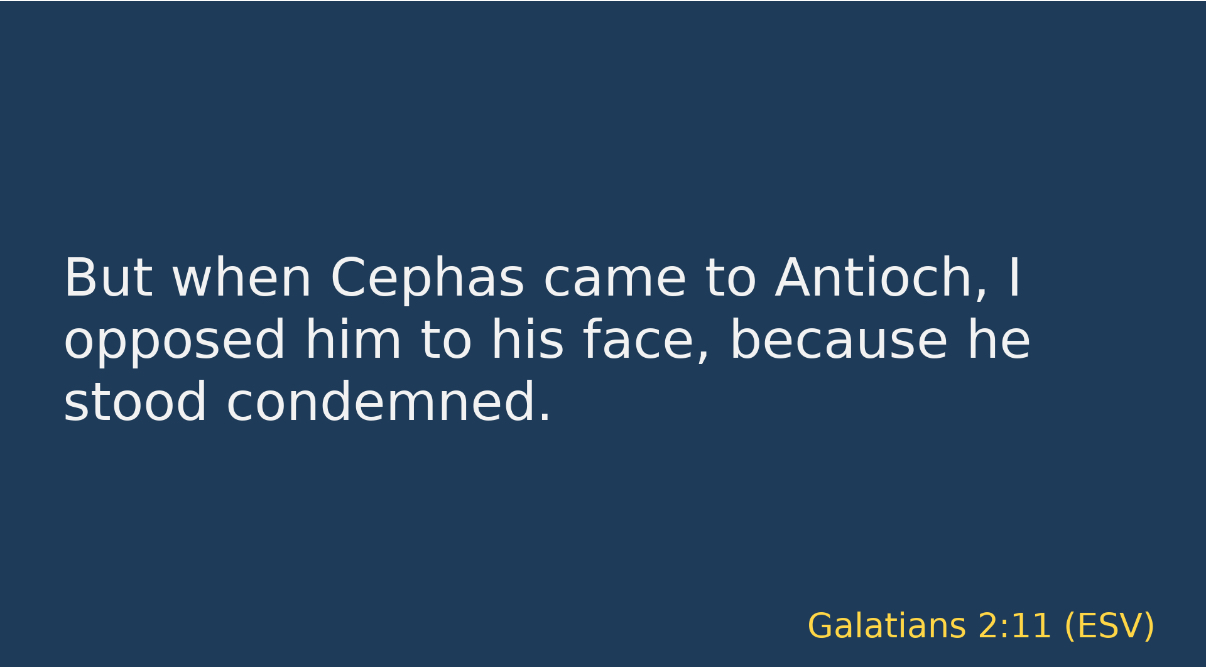 But when Cephas came to Antioch, I
opposed him to his face, because he
stood condemned.
Galatians 2:11 (ESV)